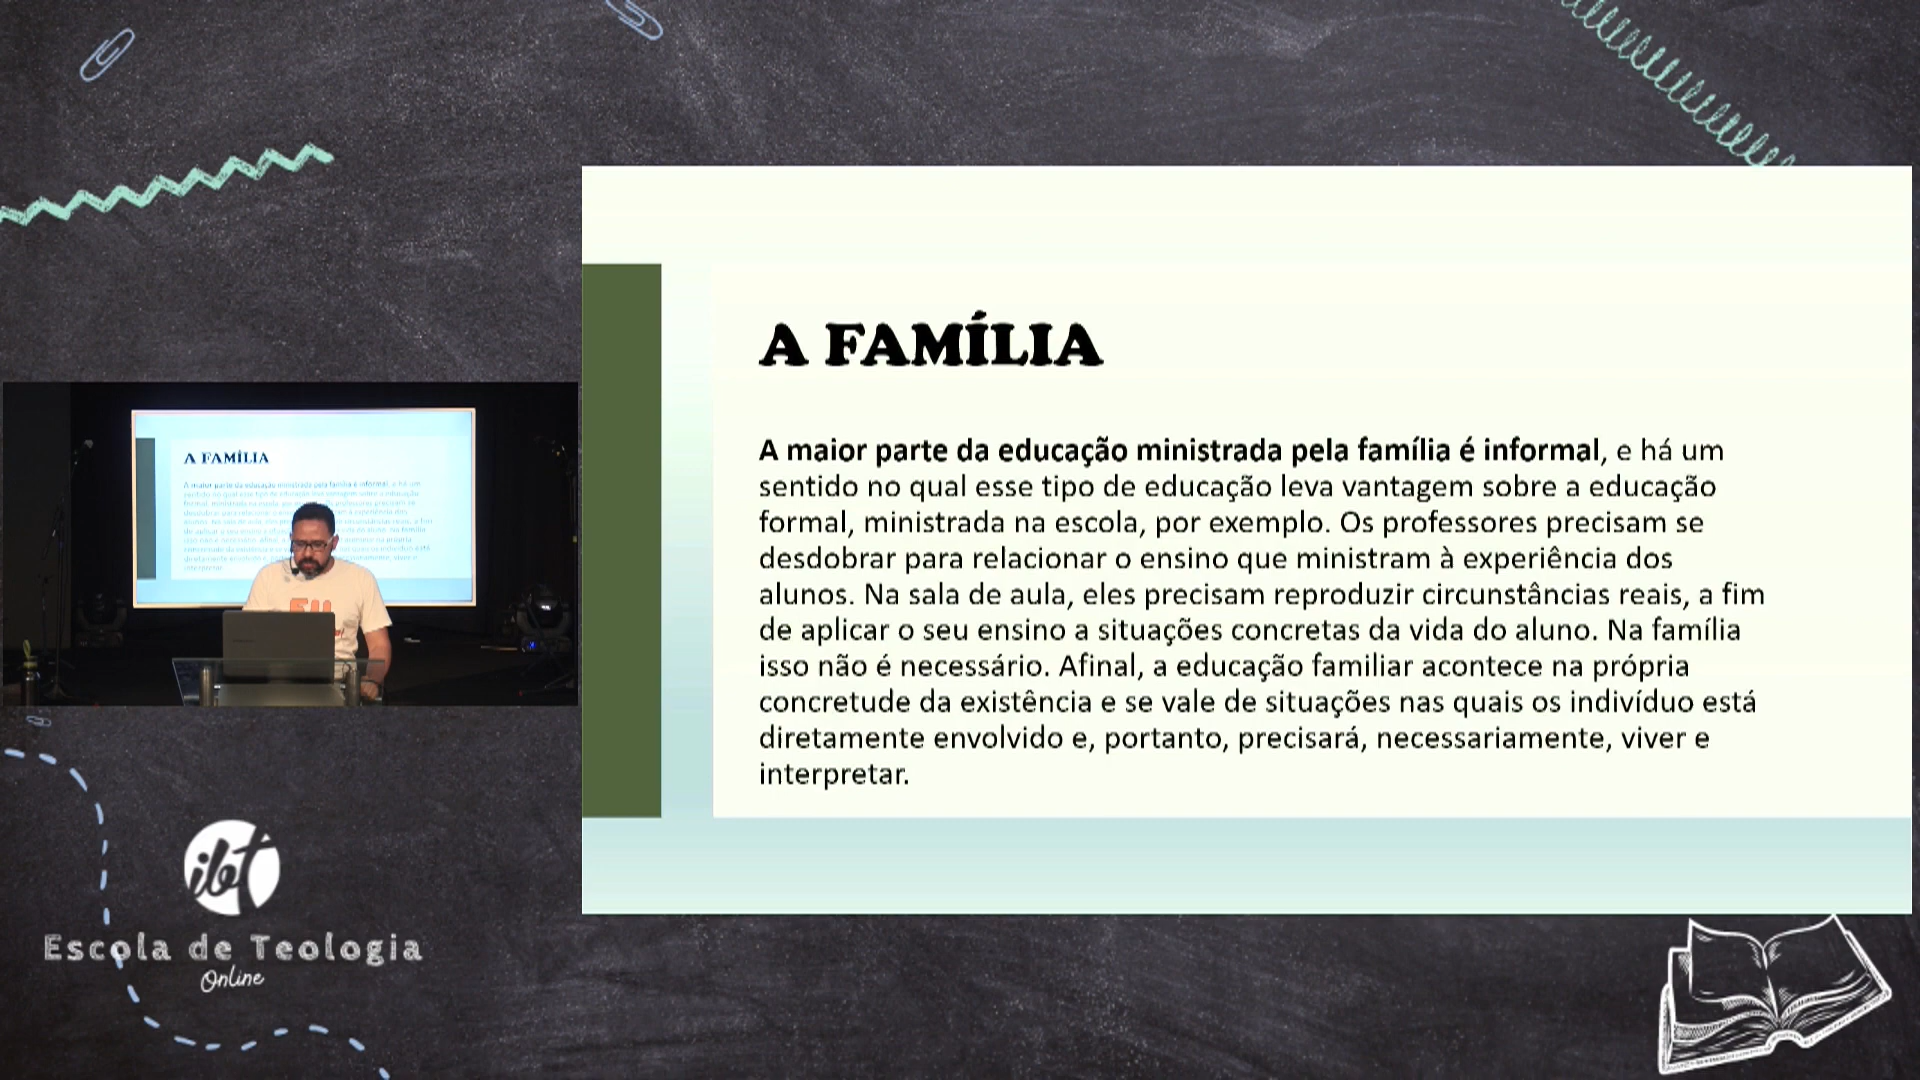 A FAMÍLIA
A maior parte da educação ministrada pela família é informal, e há um
sentido no qual esse tipo de educação leva vantagem sobre a educação
formal, ministrada na escola, por exemplo. Os professores precisam se
desdobrar para relacionar o ensino que ministram à experiência dos
alunos. Na sala de aula, eles precisam reproduzir circunstâncias reais, a fim
de aplicar o seu ensino a situações concretas da vida do aluno. Na família
isso não é necessário. Afinal, a educação familiar acontece na própria
concretude da existência e se vale de situações nas quais os indivíduo está
diretamente envolvido e, portanto, precisará, necessariamente, viver e
interpretar.
A FAMÍLIA
ibt
Escola de Teologia
Online